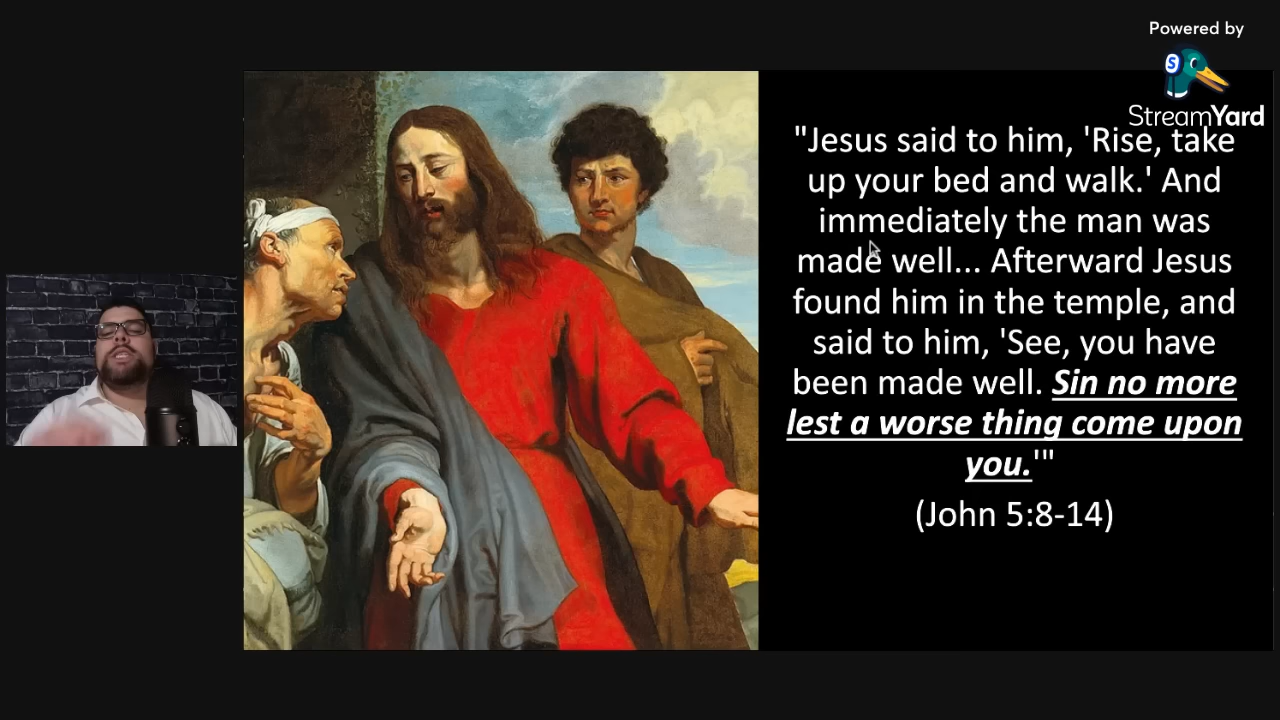 Powered by
S
StreamYard
"Jesus said to him, 'Rise, take
up your bed and walk.' And
immediately the man was
made well... Afterward Jesus
found him in the temple, and
said to him, 'See, you have
been made well. Sin no more
lest a worse thing come upon
you.'"
(John 5:8-14)